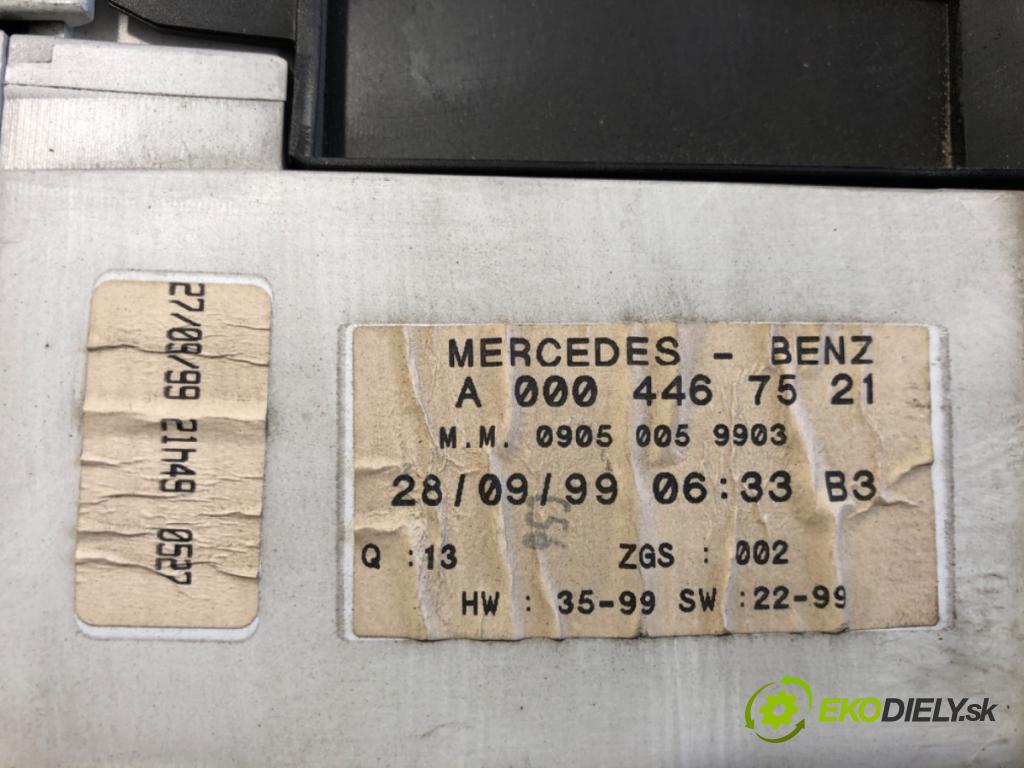 27/09/99 21h49 0527
MERCEDES - BENZ
A 000 446 75 21
M.M. 0905 005 9903
28/09/99 06:33 B3
Q :13 ZGS : 002
HW : 35-99 SW :22-99
EKODIELY.sk